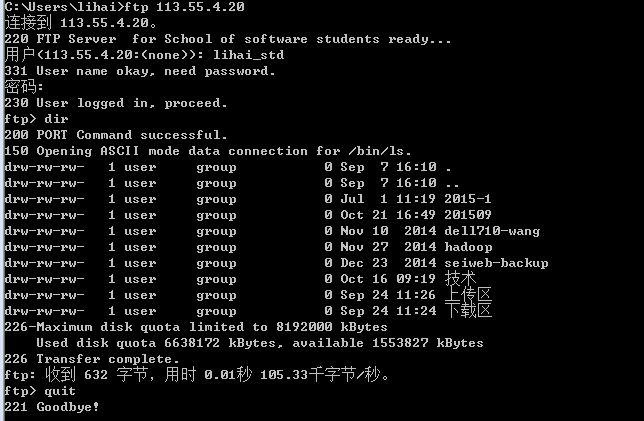 C:\Users\lihai>ftp 113.55.4.20
连接到 113.55.4.20。
220 FTP Server  for School of software students ready...
用户(113.55.4.20:(none)): lihai_std
331 User name okay, need password.
密码:
230 User logged in, proceed.
ftp> dir
200 PORT Command successful.
150 Opening ASCII mode data connection for /bin/ls.
drw-rw-rw-   1 user     group           0 Sep  7 16:10 .
drw-rw-rw-   1 user     group           0 Sep  7 16:10 ..
drw-rw-rw-   1 user     group           0 Jul  1 11:19 2015-1
drw-rw-rw-   1 user     group           0 Oct 21 16:49 201509
drw-rw-rw-   1 user     group           0 Nov 10  2014 dell710-wang
drw-rw-rw-   1 user     group           0 Nov 27  2014 hadoop
drw-rw-rw-   1 user     group           0 Dec 23  2014 seiweb-backup
drw-rw-rw-   1 user     group           0 Oct 16 09:19 技术
drw-rw-rw-   1 user     group           0 Sep 24 11:26 上传区
drw-rw-rw-   1 user     group           0 Sep 24 11:24 下载区
226-Maximum disk quota limited to 8192000 kBytes
    Used disk quota 6638172 kBytes, available 1553827 kBytes
226 Transfer complete.
ftp: 收到 632 字节，用时 0.01秒 105.33千字节/秒。
ftp> quit
221 Goodbye!